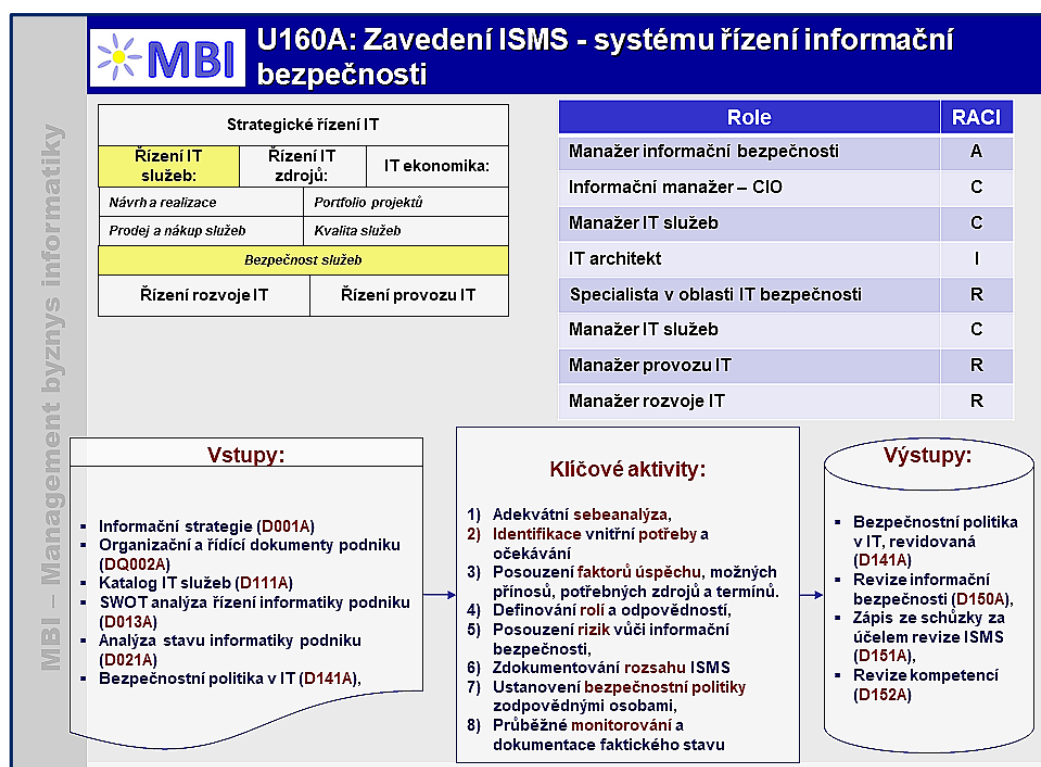 MBI
U160A: Zavedení ISMS - systému řízení informační
bezpečnosti
MBI – Management byznys informatiky
Strategické řízení IT
Řízení IT
služeb:
Řízení IT
zdrojů:
IT ekonomika:
Návrh a realizace
Portfolio projektů
Prodej a nákup služeb
Kvalita služeb
Bezpečnost služeb
Řízení rozvoje IT
Řízení provozu IT
Role RACI
Manažer informační bezpečnosti A
Informační manažer – CIO C
Manažer IT služeb C
IT architekt I
Specialista v oblasti IT bezpečnosti R
Manažer IT služeb C
Manažer provozu IT R
Manažer rozvoje IT R
Vstupy:
▪ Informační strategie (D001A)
▪ Organizační a řídící dokumenty podniku
(DQ002A)
▪ Katalog IT služeb (D111A)
▪ SWOT analýza řízení informatiky podniku
(D013A)
▪ Analýza stavu informatiky podniku
(D021A)
▪ Bezpečnostní politika v IT (D141A),
Klíčové aktivity:
1) Adekvátní sebeanalýza,
2) Identifikace vnitřní potřeby a
očekávání
3) Posouzení faktorů úspěchu, možných
přínosů, potřebných zdrojů a termínů.
4) Definování rolí a odpovědností,
5) Posouzení rizik vůči informační
bezpečnosti,
6) Zdokumentování rozsahu ISMS
7) Ustanovení bezpečnostní politiky
zodpovědnými osobami,
8) Průběžné monitorování a
dokumentace faktického stavu
Výstupy:
▪ Bezpečnostní politika
v IT, revidovaná
(D141A)
▪ Revize informační
bezpečnosti (D150A),
▪ Zápis ze schůzky za
účelem revize ISMS
(D151A),
▪ Revize kompetencí
(D152A)